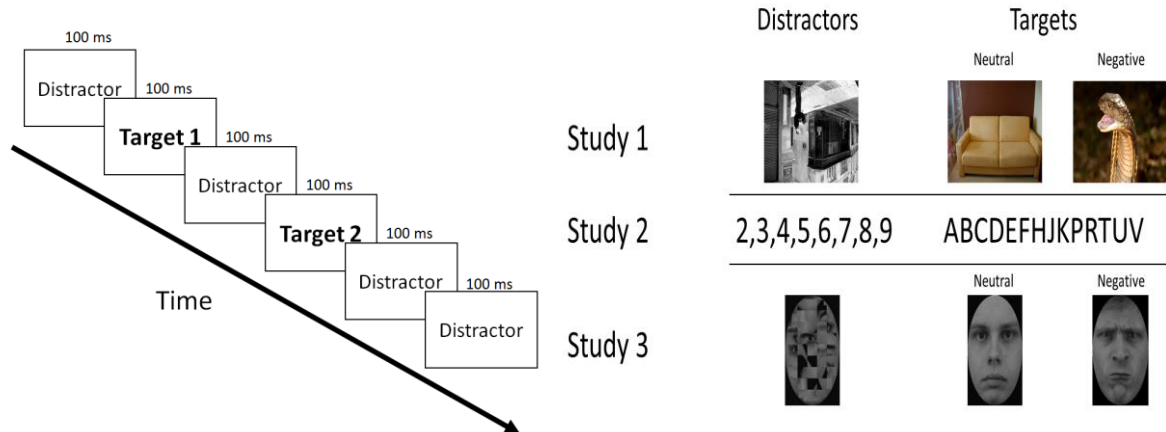 100 ms
Distractor
100 ms
Target 1
100 ms
Distractor
100 ms
Target 2
100 ms
Distractor
100 ms
Distractor
Time
Distractors
Targets
Neutral
Negative
Study 1
Study 2
2,3,4,5,6,7,8,9
ABCDEFHJKPRTUV
Neutral
Negative
Study 3